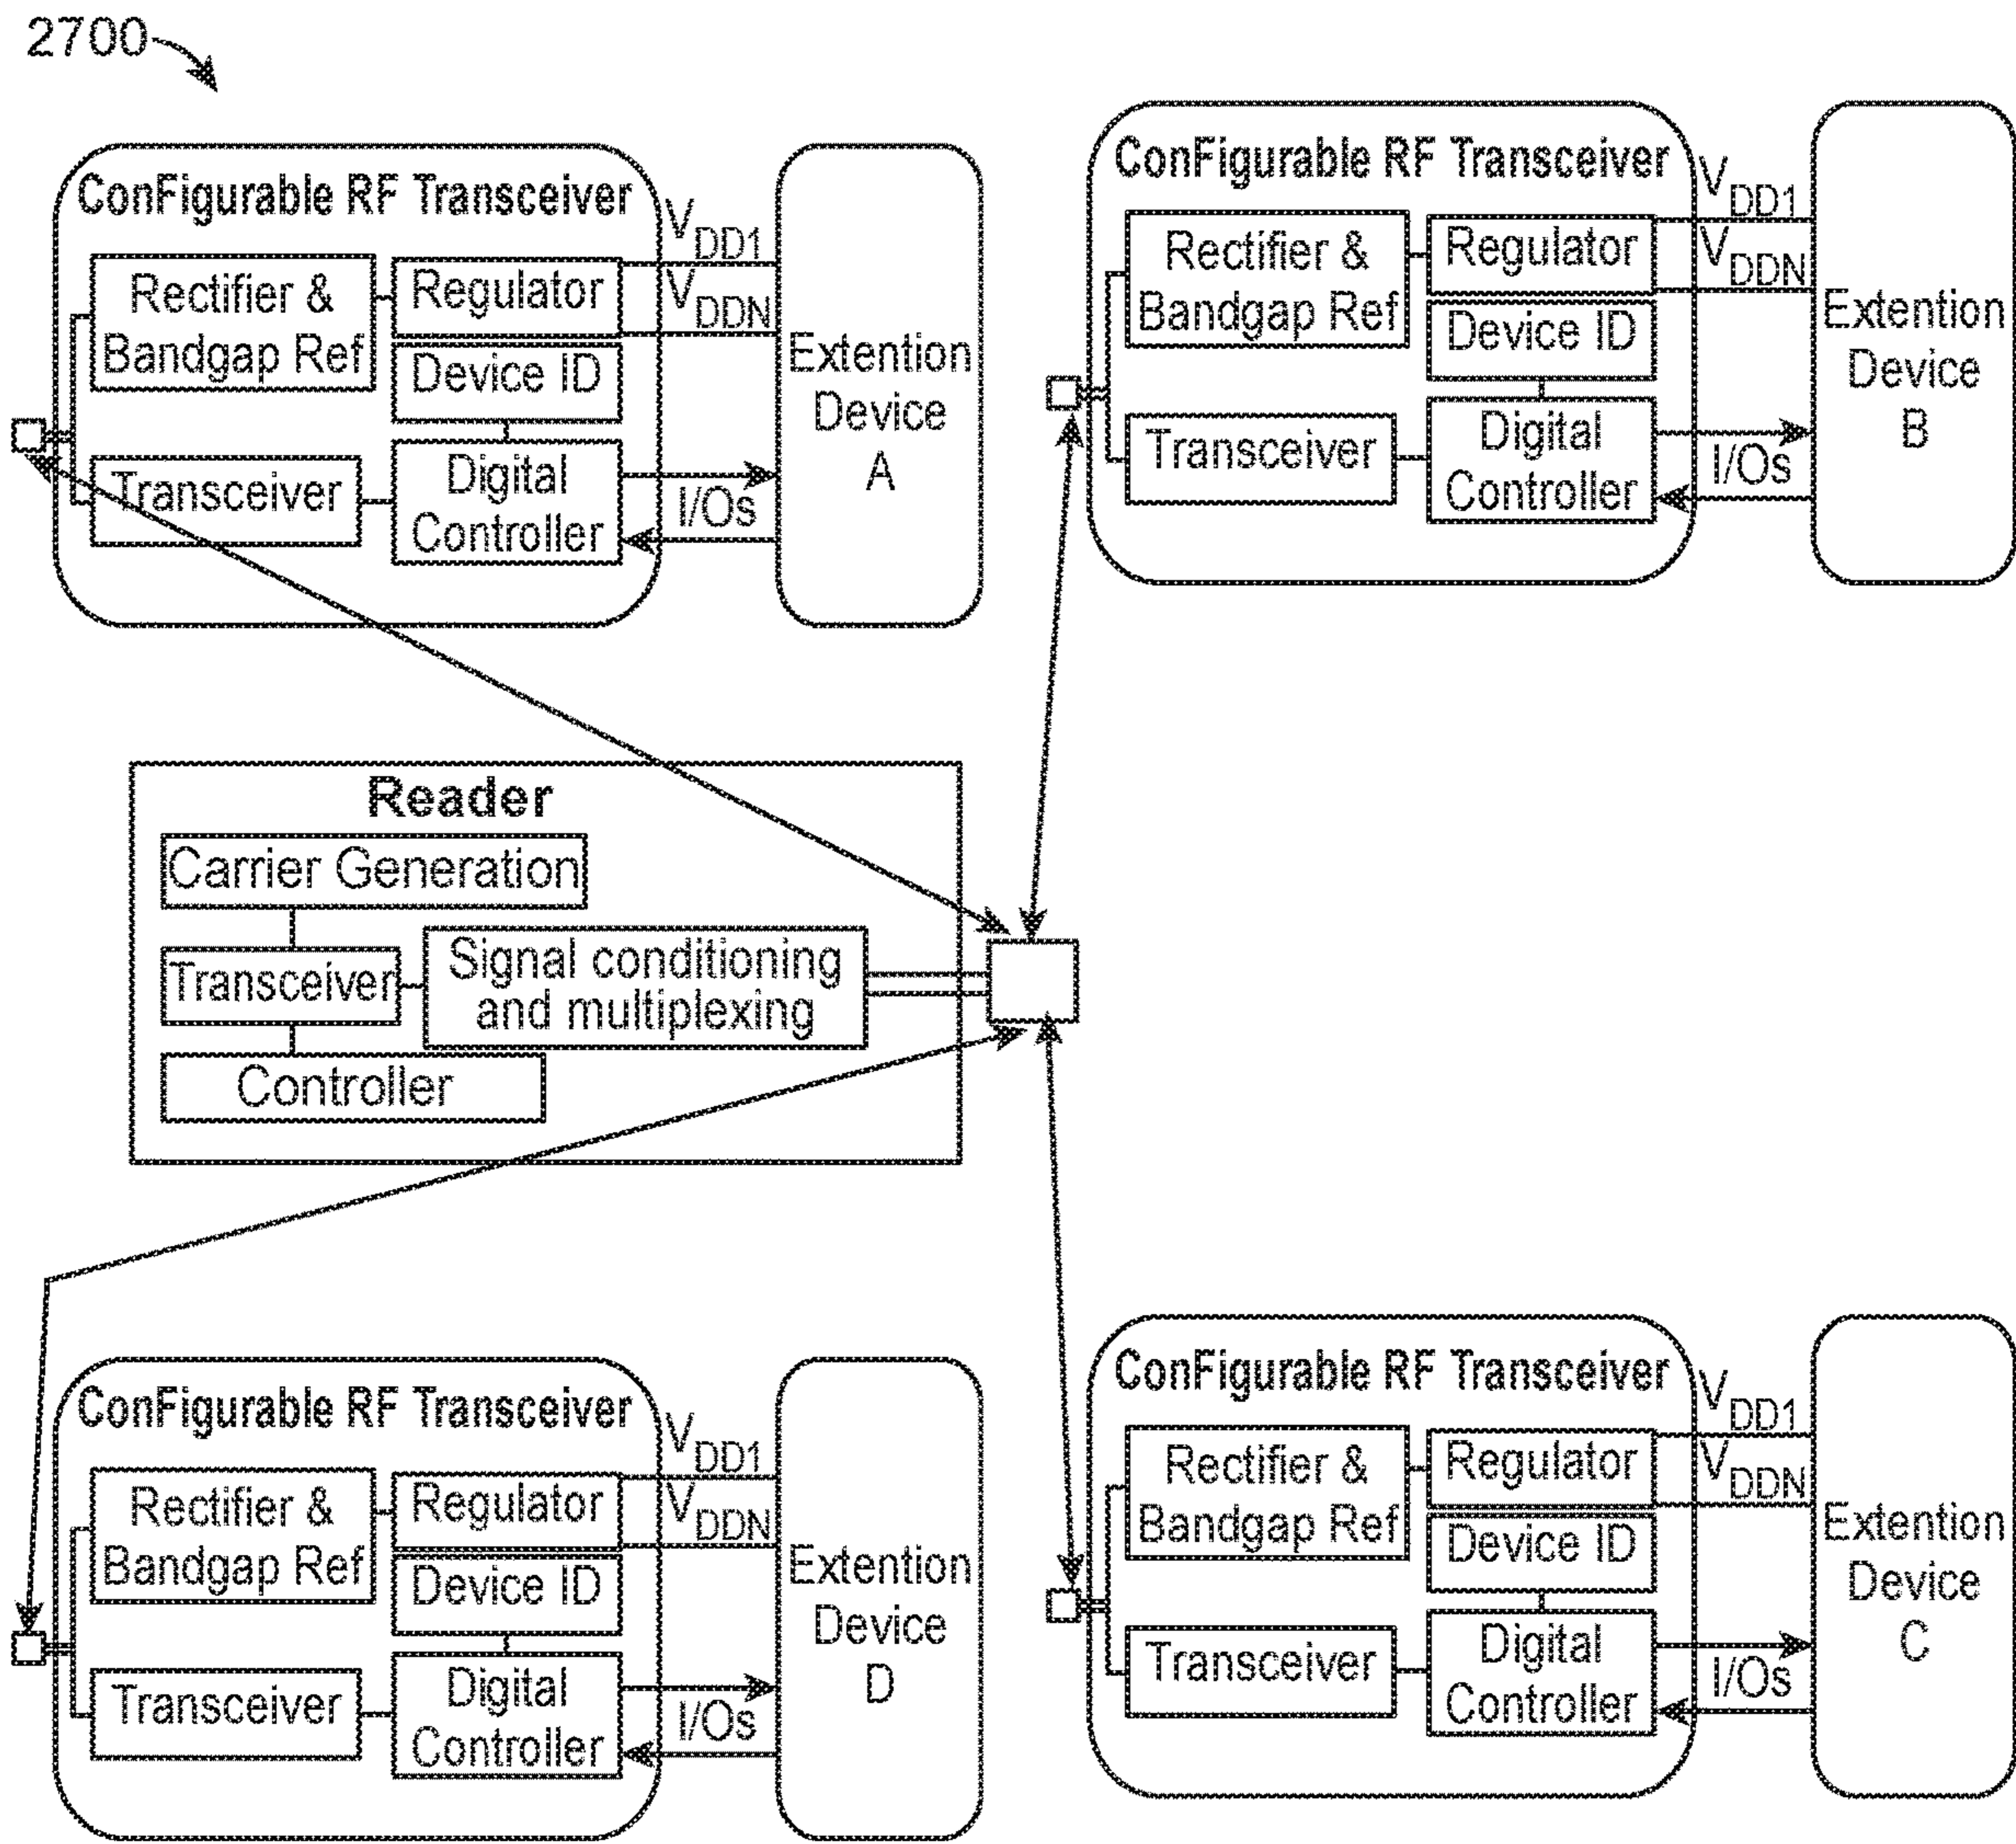 2700
ConFigurable RF Transceiver
Rectifier &
Bandgap Ref
Regulator
Device ID
Transceiver
Digital
Controller
VDD1
VDDN
I/Os
Extention
Device
A
ConFigurable RF Transceiver
Rectifier &
Bandgap Ref
Regulator
Device ID
Transceiver
Digital
Controller
VDD1
VDDN
I/Os
Extention
Device
B
Reader
Carrier Generation
Transceiver
Signal conditioning
and multiplexing
Controller
ConFigurable RF Transceiver
Rectifier &
Bandgap Ref
Regulator
Device ID
Transceiver
Digital
Controller
VDD1
VDDN
I/Os
Extention
Device
D
ConFigurable RF Transceiver
Rectifier &
Bandgap Ref
Regulator
Device ID
Transceiver
Digital
Controller
VDD1
VDDN
I/Os
Extention
Device
C